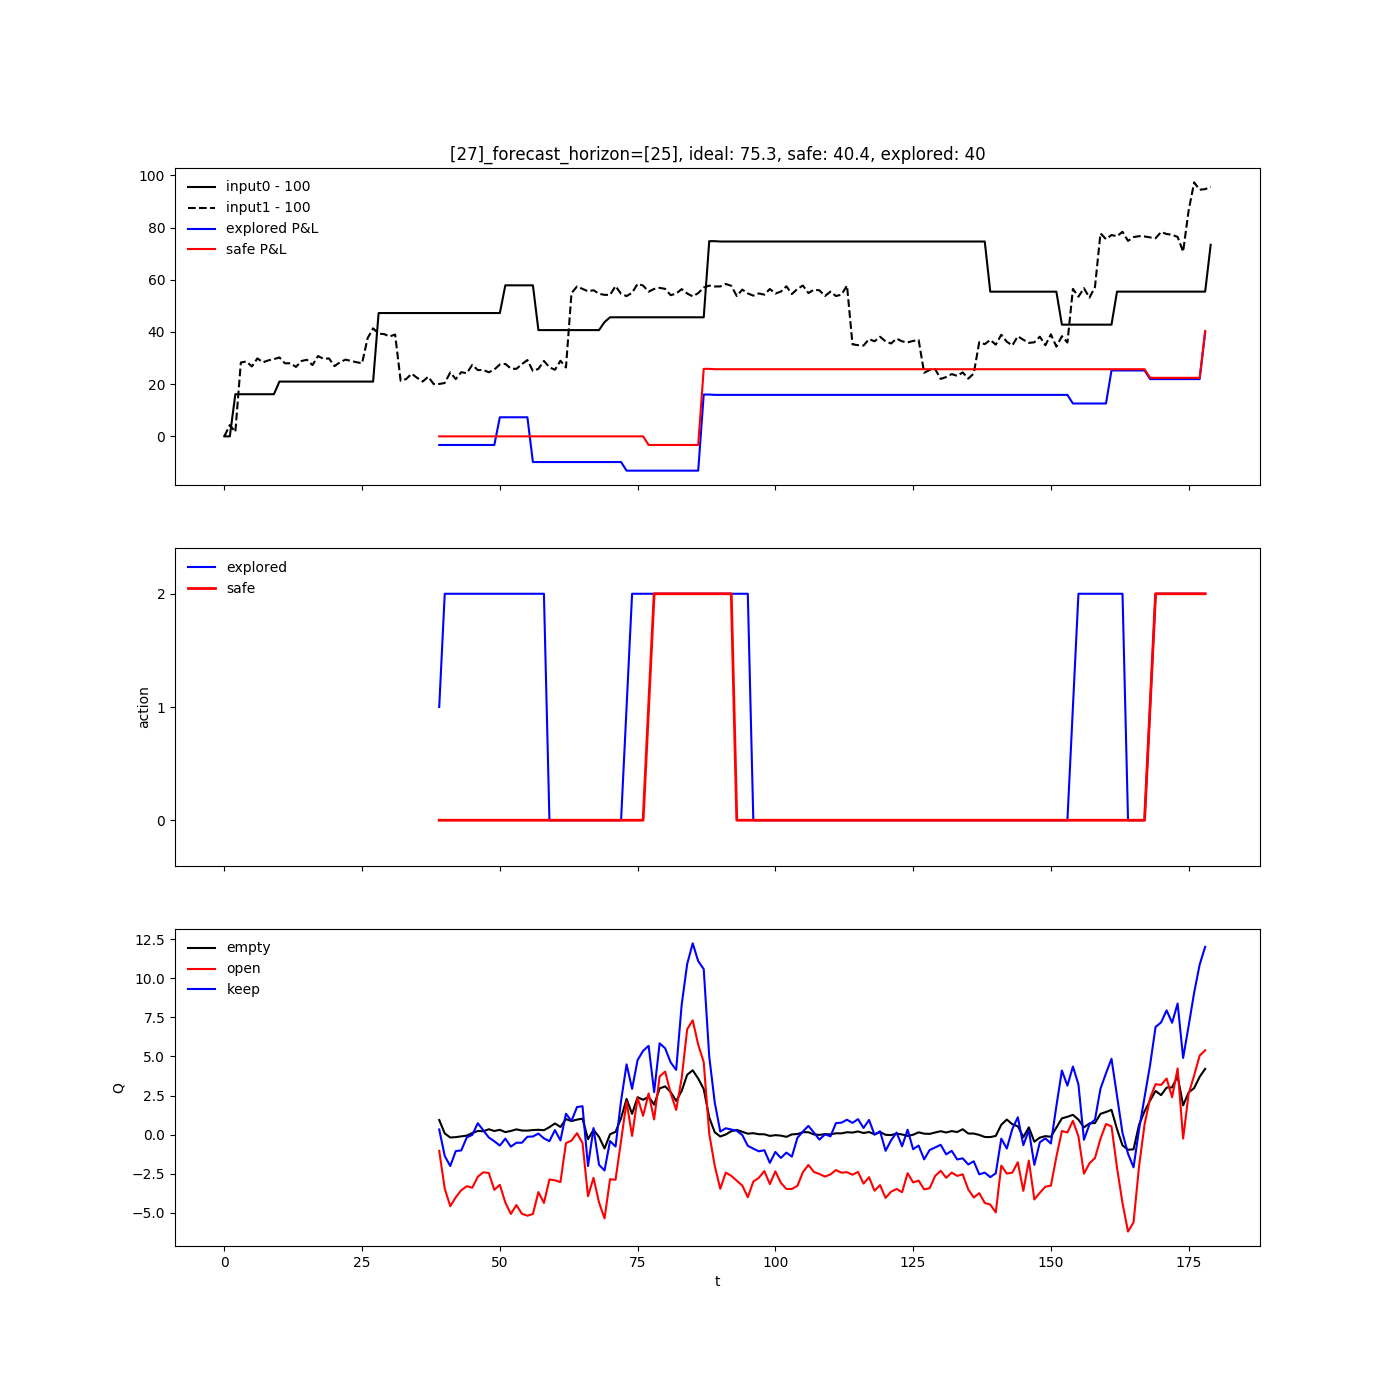 [27]_forecast_horizon=[25], ideal: 75.3, safe: 40.4, explored: 40
100
80
60
40
20
0
input0 - 100
input1 - 100
explored P&L
safe P&L
action
2
1
0
explored
safe
Q
12.5
10.0
7.5
5.0
2.5
0.0
−2.5
−5.0
empty
open
keep
0 25 50 75 100 125 150 175
t